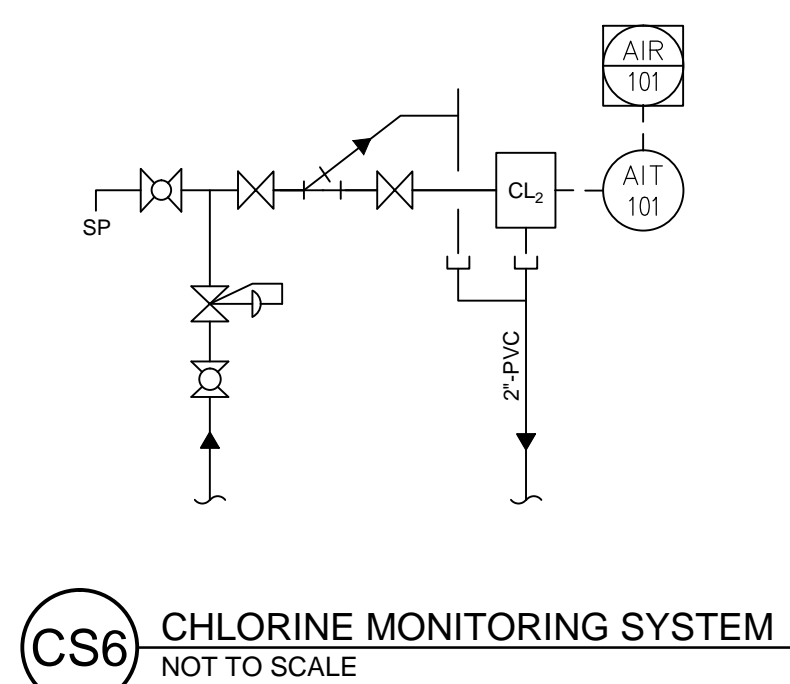 AIR
101
AIT
101
CL₂
SP
2"-PVC
CS6
CHLORINE MONITORING SYSTEM
NOT TO SCALE